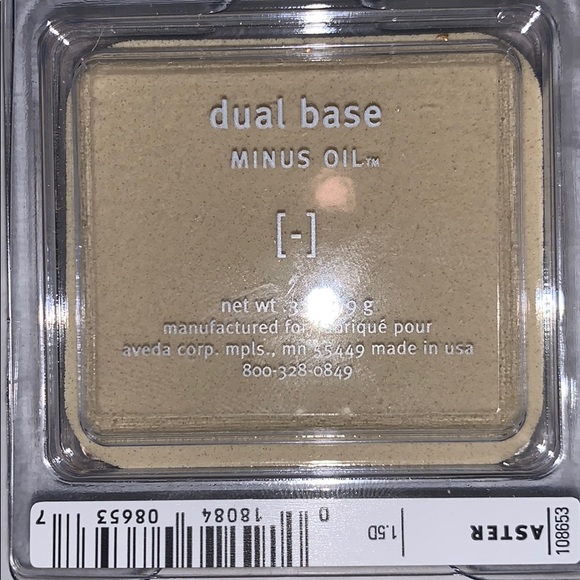 dual base
MINUS OIL™
[-]
net wt g
manufactured for pour
aveda corp. mpls., mn 55449 made in usa
800-328-0849
108653
ASTER
1.5D
0 18084 08653 7